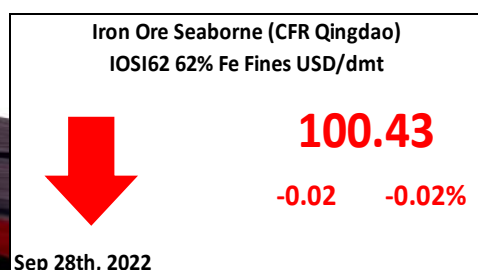 Iron Ore Seaborne (CFR Qingdao)
IOSI62 62% Fe Fines USD/dmt
100.43
-0.02 -0.02%
Sep 28th, 2022